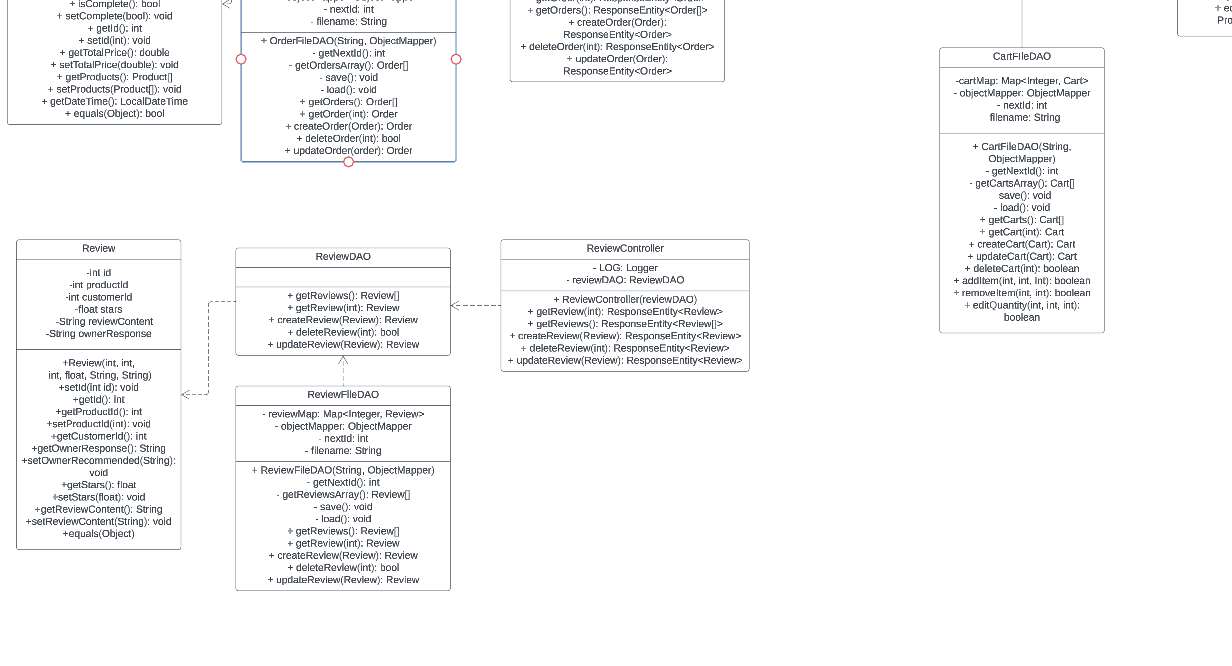 + isComplete(): bool
+ setComplete(bool): void
+ getId(): int
+ setId(int): void
+ getTotalPrice(): double
+ setTotalPrice(double): void
+ getProducts(): Product[]
+ setProducts(Product[]): void
+ getDateTime(): LocalDateTime
+ equals(Object): bool
- nextId: int
- filename: String
+ OrderFileDAO(String, ObjectMapper)
- getNextId(): int
- getOrdersArray(): Order[]
- save(): void
- load(): void
+ getOrders(): Order[]
+ getOrder(int): Order
+ createOrder(Order): Order
+ deleteOrder(int): bool
+ updateOrder(order): Order
+ getOrders(): ResponseEntity<Order[]>
+ createOrder(Order):
ResponseEntity<Order>
+ deleteOrder(int): ResponseEntity<Order>
+ updateOrder(Order):
ResponseEntity<Order>
CartFileDAO
-cartMap: Map<Integer, Cart>
- objectMapper: ObjectMapper
- nextId: int
filename: String
+ CartFileDAO(String,
ObjectMapper)
- getNextId(): int
- getCartsArray(): Cart[]
save(): void
- load(): void
+ getCarts(): Cart[]
+ getCart(int): Cart
+ createCart(Cart): Cart
+ updateCart(Cart): Cart
+ deleteCart(int): boolean
+ addItem(int, int, int): boolean
+ removeItem(int, int): boolean
+ editQuantity(int, int, int):
boolean
Review
-int id
-int productId
-int customerId
-float stars
-String reviewContent
-String ownerResponse
+Review(int, int,
int, float, String, String)
+setId(int id): void
+getId(): int
+getProductId(): int
+setProductId(int): void
+getCustomerId(): int
+getOwnerResponse(): String
+setOwnerRecommended(String):
void
+getStars(): float
+setStars(float): void
+getReviewContent(): String
+setReviewContent(String): void
+equals(Object)
ReviewDAO
+ getReviews(): Review[]
+ getReview(int): Review
+ createReview(Review): Review
+ deleteReview(int): bool
+ updateReview(Review): Review
ReviewController
- LOG: Logger
- reviewDAO: ReviewDAO
+ ReviewController(reviewDAO)
+ getReview(int): ResponseEntity<Review>
+ getReviews(): ResponseEntity<Review[]>
+ createReview(Review): ResponseEntity<Review>
+ deleteReview(int): ResponseEntity<Review>
+ updateReview(Review): ResponseEntity<Review>
ReviewFileDAO
- reviewMap: Map<Integer, Review>
- objectMapper: ObjectMapper
- nextId: int
- filename: String
+ ReviewFileDAO(String, ObjectMapper)
- getNextId(): int
- getReviewsArray(): Review[]
- save(): void
- load(): void
+ getReviews(): Review[]
+ getReview(int): Review
+ createReview(Review): Review
+ deleteReview(int): bool
+ updateReview(Review): Review